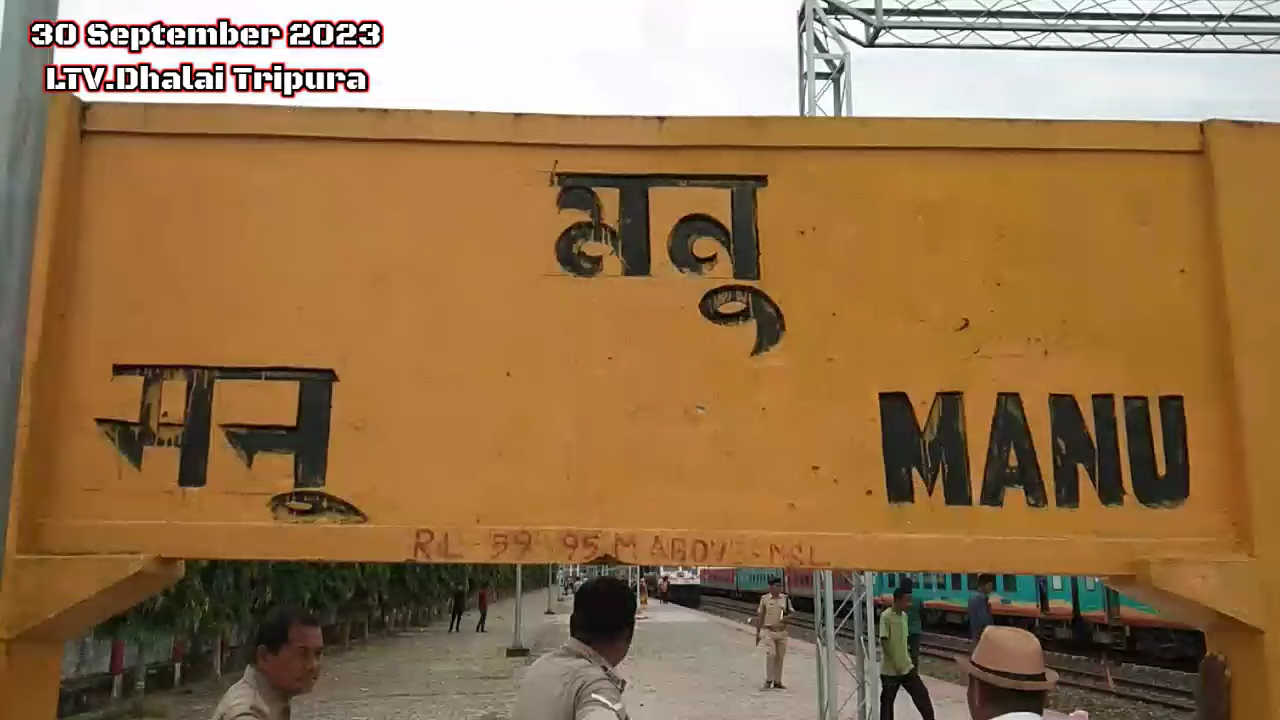 30 September 2023
LTV.Dhalai Tripura
मनु
মনু
MANU
RL - 59 95 M ABOVE - MSL